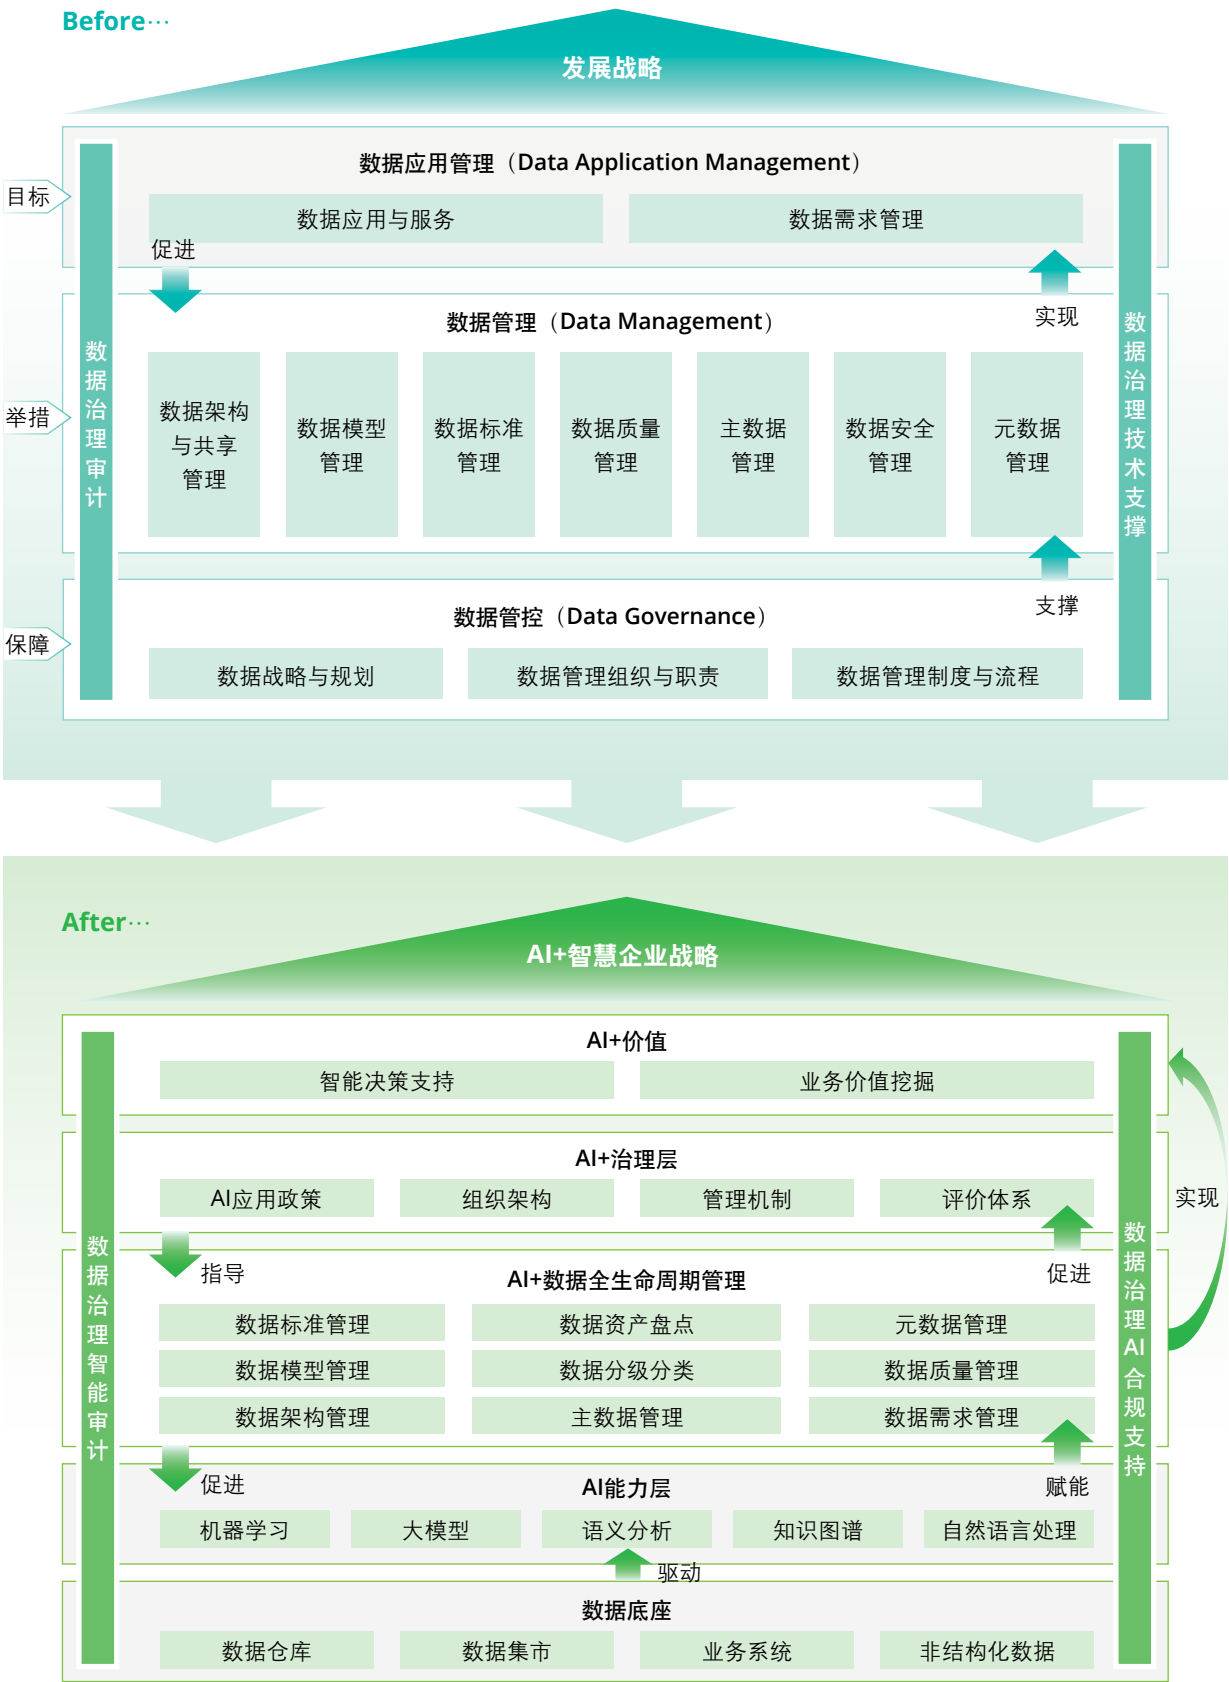 Before…
发展战略
数据应用管理（Data Application Management）
目标
数据应用与服务
数据需求管理
促进
实现
数据管理（Data Management）
数据治理审计
数据治理技术支撑
举措
数据架构
与共享
管理
数据模型
管理
数据标准
管理
数据质量
管理
主数据
管理
数据安全
管理
元数据
管理
支撑
数据管控（Data Governance）
保障
数据战略与规划
数据管理组织与职责
数据管理制度与流程
After…
AI+智慧企业战略
AI+价值
智能决策支持
业务价值挖掘
AI+治理层
AI应用政策
组织架构
管理机制
评价体系
实现
指导
促进
AI+数据全生命周期管理
数据治理智能审计
数据治理AI合规支持
数据标准管理
数据资产盘点
元数据管理
数据模型管理
数据分级分类
数据质量管理
数据架构管理
主数据管理
数据需求管理
促进
赋能
AI能力层
机器学习
大模型
语义分析
知识图谱
自然语言处理
驱动
数据底座
数据仓库
数据集市
业务系统
非结构化数据